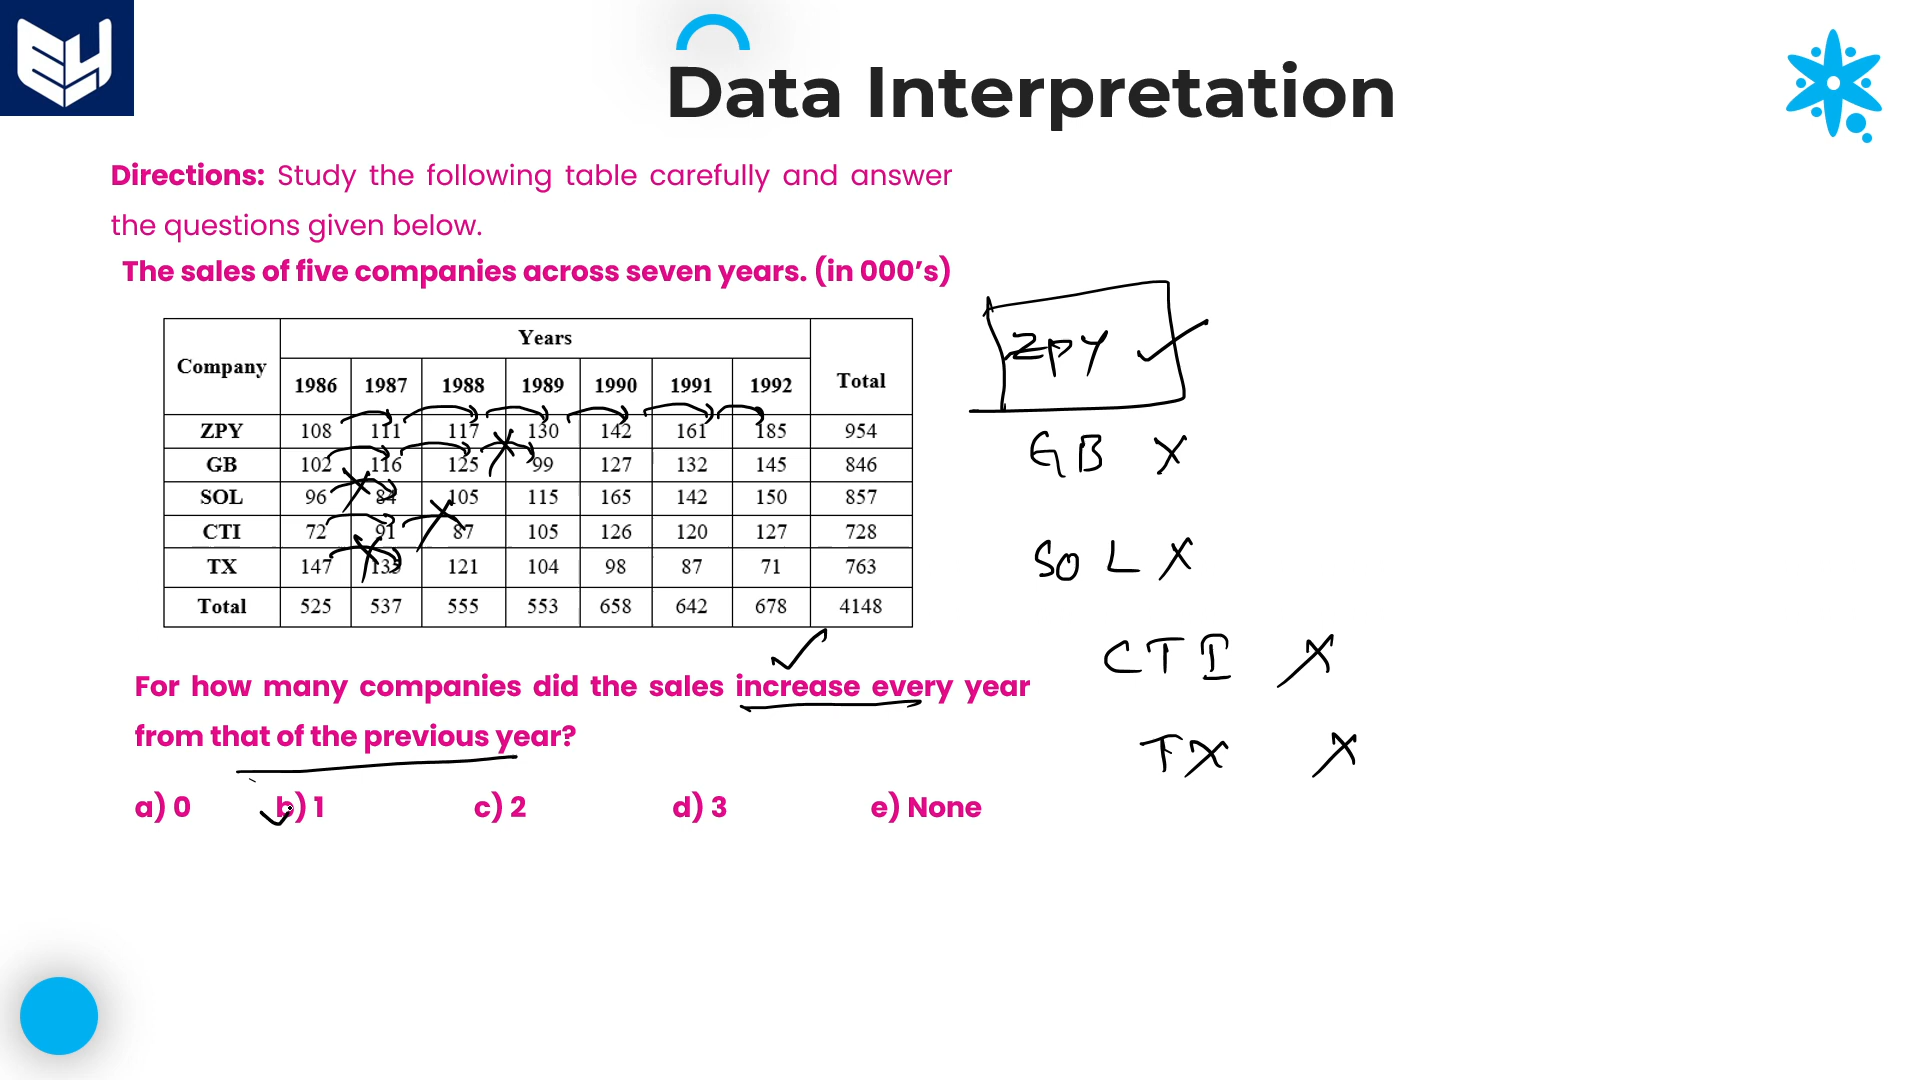 Data Interpretation
Directions: Study the following table carefully and answer
the questions given below.
The sales of five companies across seven years. (in 000's)
Company Years Total
1986 1987 1988 1989 1990 1991 1992
ZPY 108 111 117 130 142 161 185 954
GB 102 116 125 99 127 132 145 846
SOL 96 84 105 115 165 142 150 857
CTI 72 91 87 105 126 120 127 728
TX 147 135 121 104 98 87 71 763
Total 525 537 555 553 658 642 678 4148
ZPY ✓
GB X
SOL X
CTI X
TX X
For how many companies did the sales increase every year
from that of the previous year?
a) 0 b) 1 c) 2 d) 3 e) None